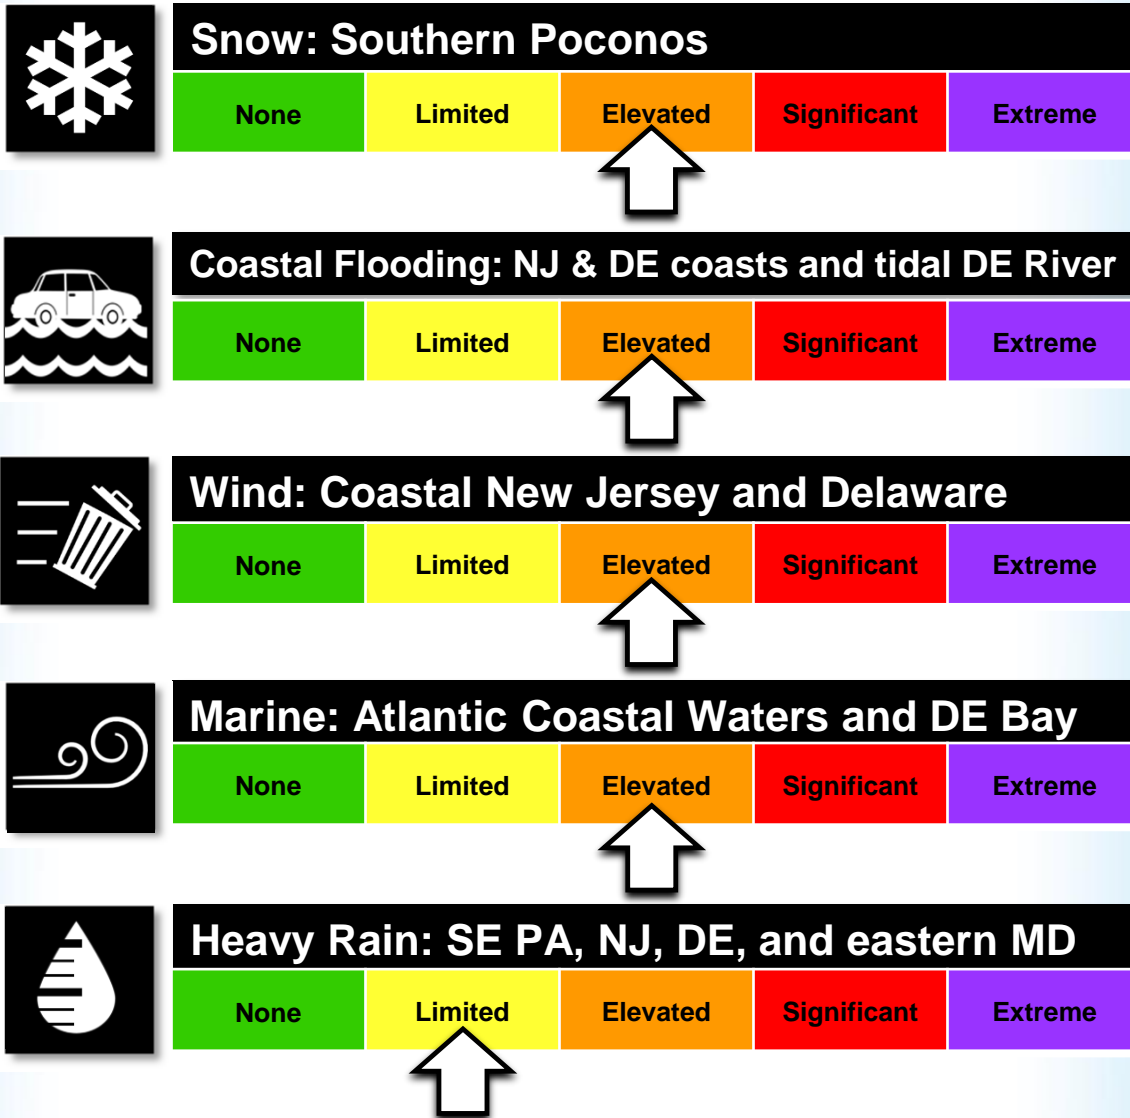 Snow: Southern Poconos
None Limited Elevated Significant Extreme
Coastal Flooding: NJ & DE coasts and tidal DE River
None Limited Elevated Significant Extreme
Wind: Coastal New Jersey and Delaware
None Limited Elevated Significant Extreme
Marine: Atlantic Coastal Waters and DE Bay
None Limited Elevated Significant Extreme
Heavy Rain: SE PA, NJ, DE, and eastern MD
None Limited Elevated Significant Extreme